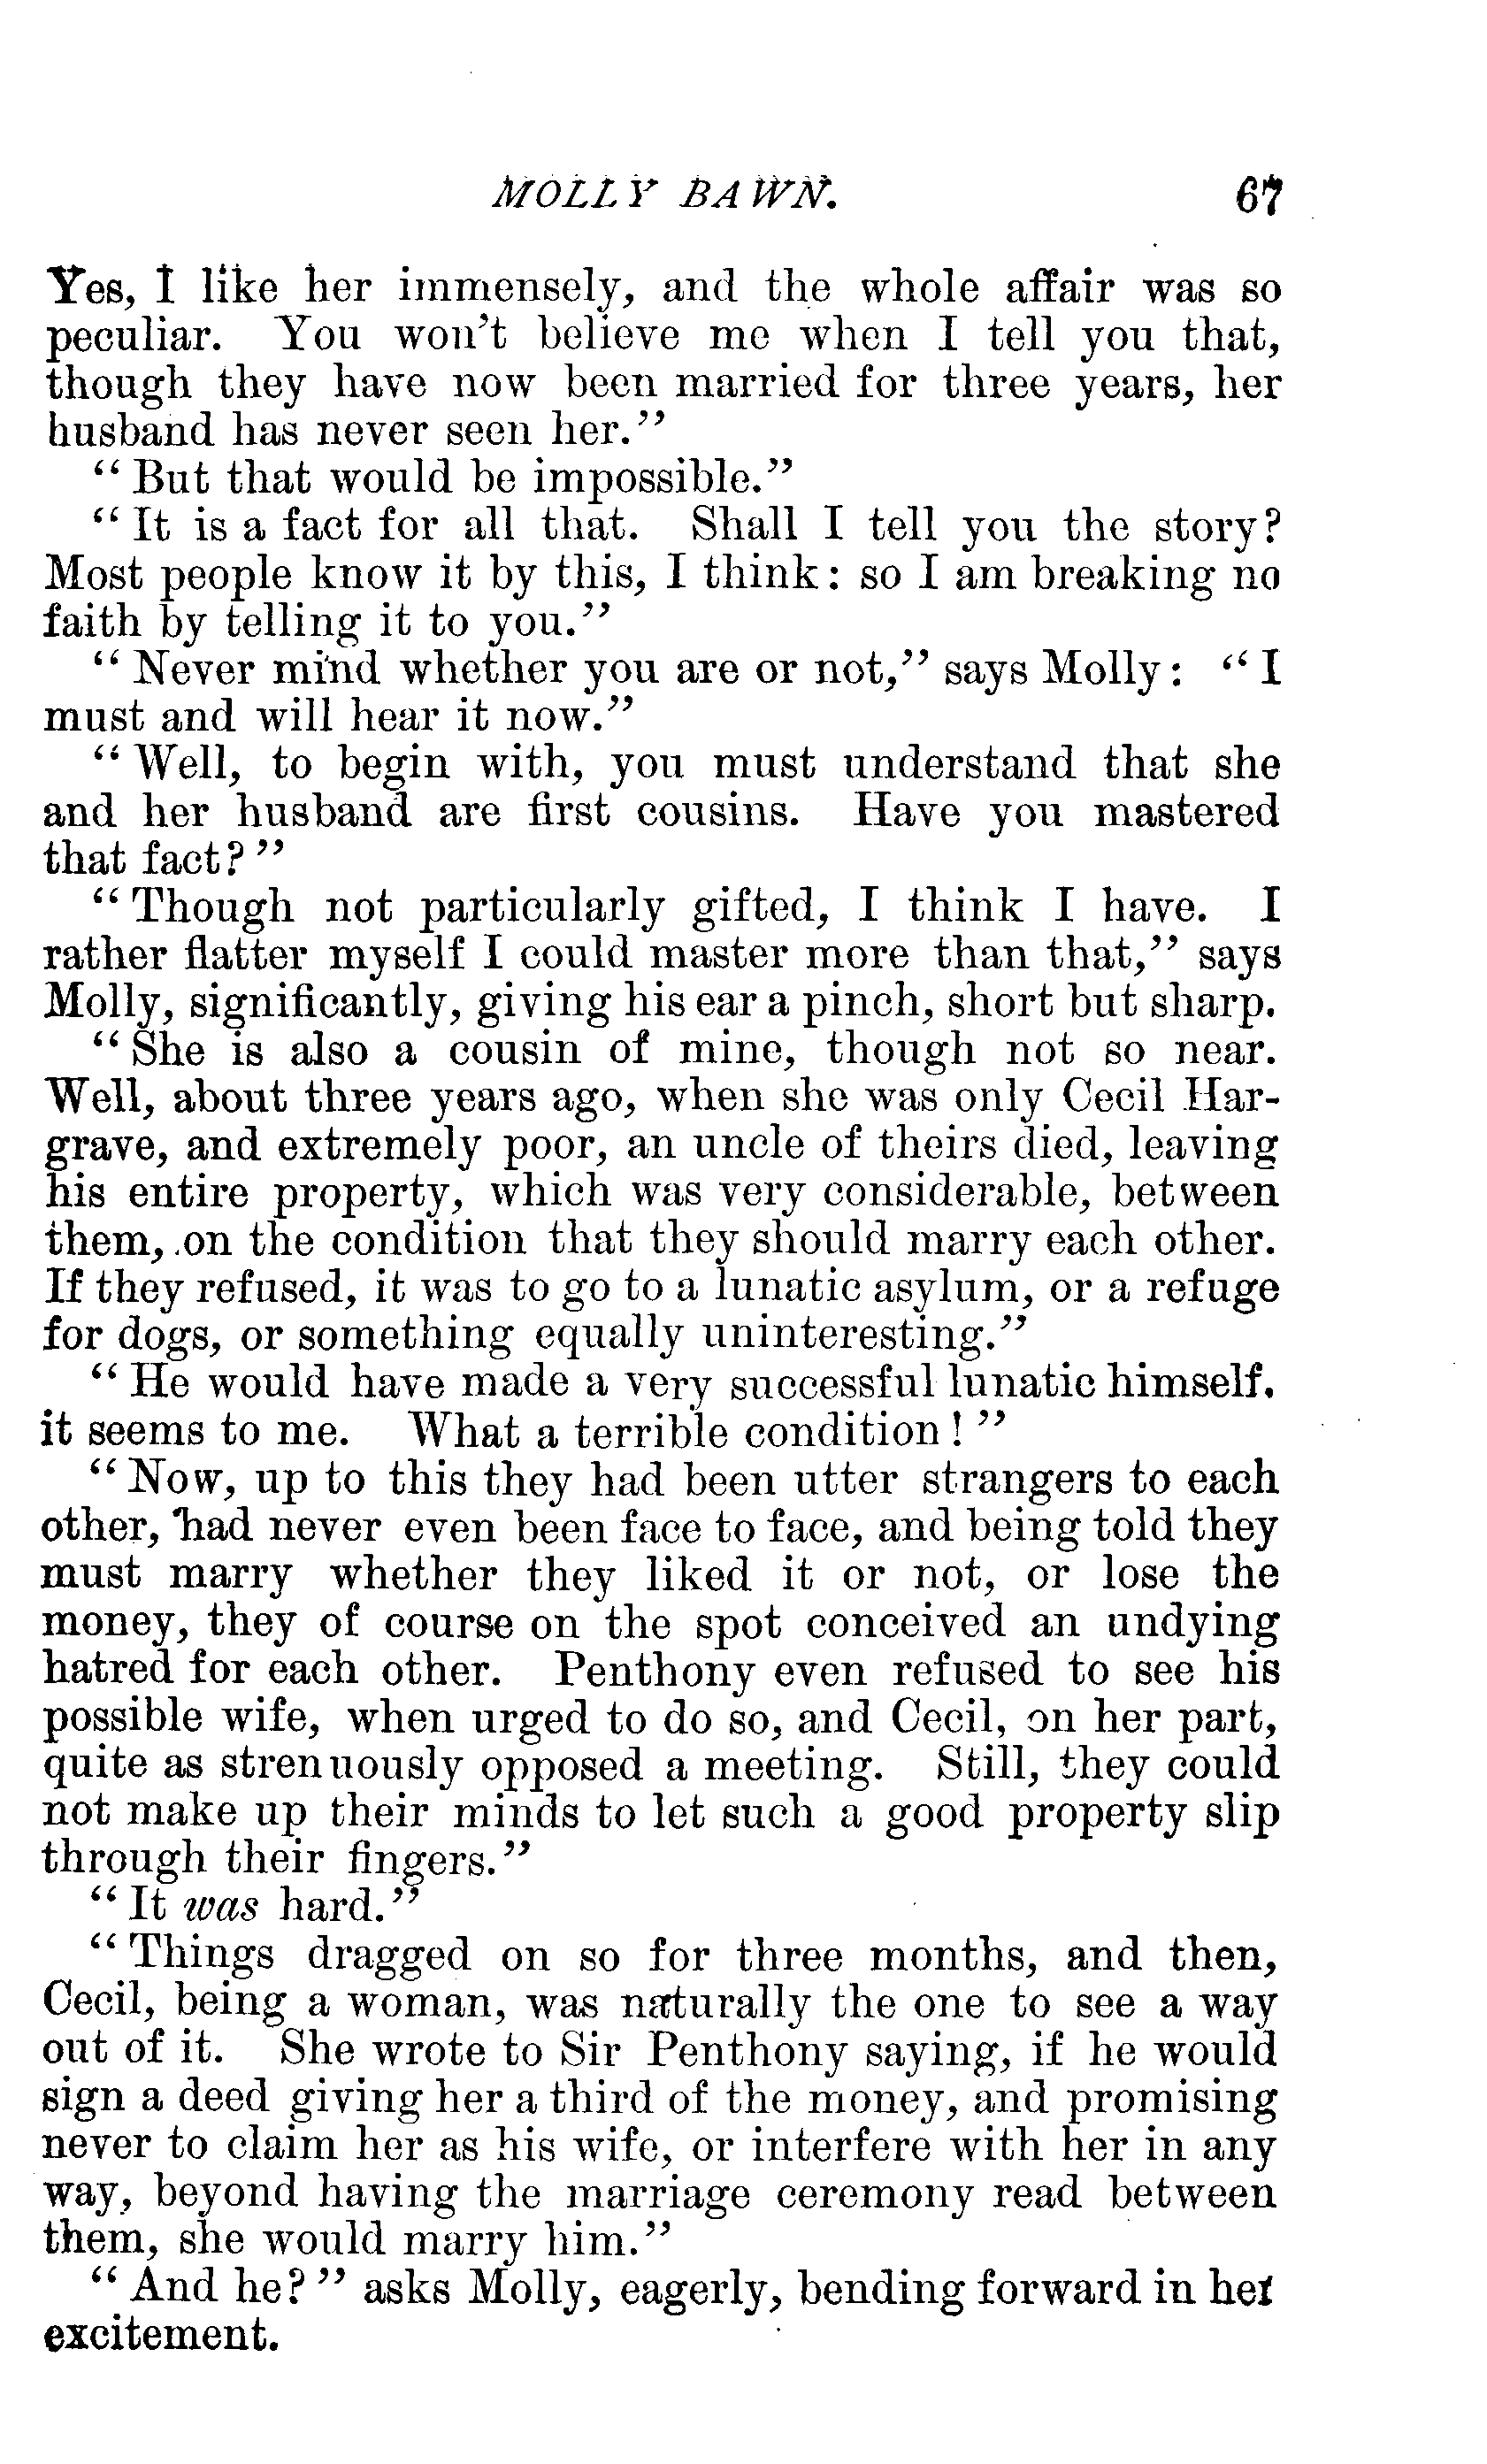 MOLLY BAWN. 67
Yes, I like her immensely, and the whole affair was so
peculiar. You won't believe me when I tell you that,
though they have now been married for three years, her
husband has never seen her."
"But that would be impossible."
"It is a fact for all that. Shall I tell you the story?
Most people know it by this, I think: so I am breaking no
faith by telling it to you."
"Never mind whether you are or not," says Molly: "I
must and will hear it now."
"Well, to begin with, you must understand that she
and her husband are first cousins. Have you mastered
that fact?"
"Though not particularly gifted, I think I have. I
rather flatter myself I could master more than that," says
Molly, significantly, giving his ear a pinch, short but sharp.
"She is also a cousin of mine, though not so near.
Well, about three years ago, when she was only Cecil Har-
grave, and extremely poor, an uncle of theirs died, leaving
his entire property, which was very considerable, between
them, on the condition that they should marry each other.
If they refused, it was to go to a lunatic asylum, or a refuge
for dogs, or something equally uninteresting."
"He would have made a very successful lunatic himself.
it seems to me. What a terrible condition!"
"Now, up to this they had been utter strangers to each
other, had never even been face to face, and being told they
must marry whether they liked it or not, or lose the
money, they of course on the spot conceived an undying
hatred for each other. Penthony even refused to see his
possible wife, when urged to do so, and Cecil, on her part,
quite as strenuously opposed a meeting. Still, they could
not make up their minds to let such a good property slip
through their fingers."
"It was hard."
"Things dragged on so for three months, and then,
Cecil, being a woman, was naturally the one to see a way
out of it. She wrote to Sir Penthony saying, if he would
sign a deed giving her a third of the money, and promising
never to claim her as his wife, or interfere with her in any
way, beyond having the marriage ceremony read between
them, she would marry him."
"And he?" asks Molly, eagerly, bending forward in her
excitement.